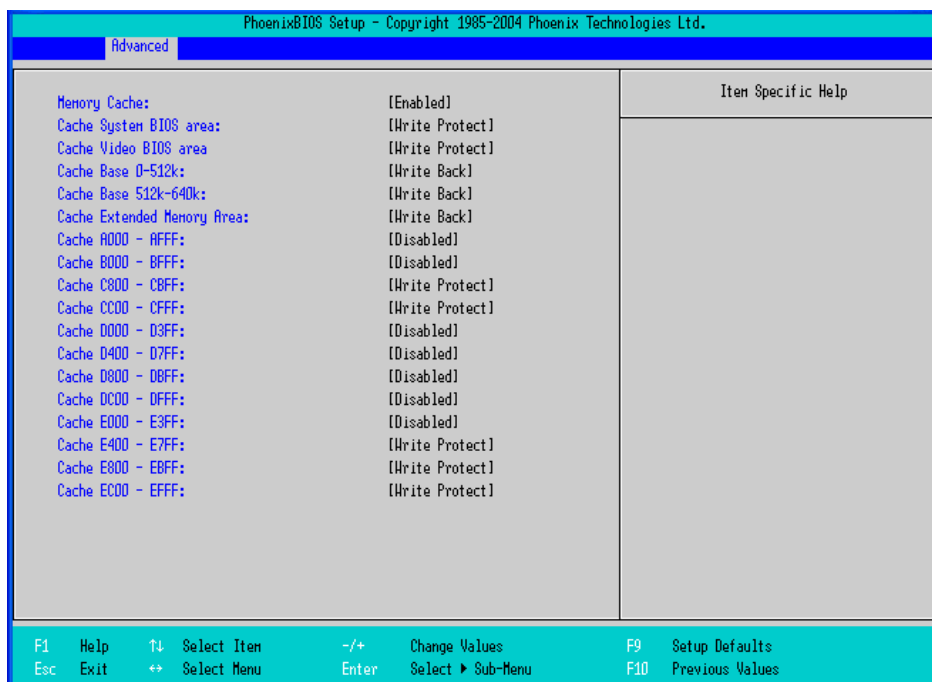 PhoenixBIOS Setup - Copyright 1985-2004 Phoenix Technologies Ltd.
Advanced
Item Specific Help
Memory Cache: [Enabled]
Cache System BIOS area: [Write Protect]
Cache Video BIOS area [Write Protect]
Cache Base 0-512k: [Write Back]
Cache Base 512k-640k: [Write Back]
Cache Extended Memory Area: [Write Back]
Cache A000 - AFFF: [Disabled]
Cache B000 - BFFF: [Disabled]
Cache C800 - CBFF: [Write Protect]
Cache CC00 - CFFF: [Write Protect]
Cache D000 - D3FF: [Disabled]
Cache D400 - D7FF: [Disabled]
Cache D800 - DBFF: [Disabled]
Cache DC00 - DFFF: [Disabled]
Cache E000 - E3FF: [Disabled]
Cache E400 - E7FF: [Write Protect]
Cache E800 - EBFF: [Write Protect]
Cache EC00 - EFFF: [Write Protect]
F1 Help ↑↓ Select Item -/+ Change Values F9 Setup Defaults
Esc Exit ↔ Select Menu Enter Select ▶ Sub-Menu F10 Previous Values